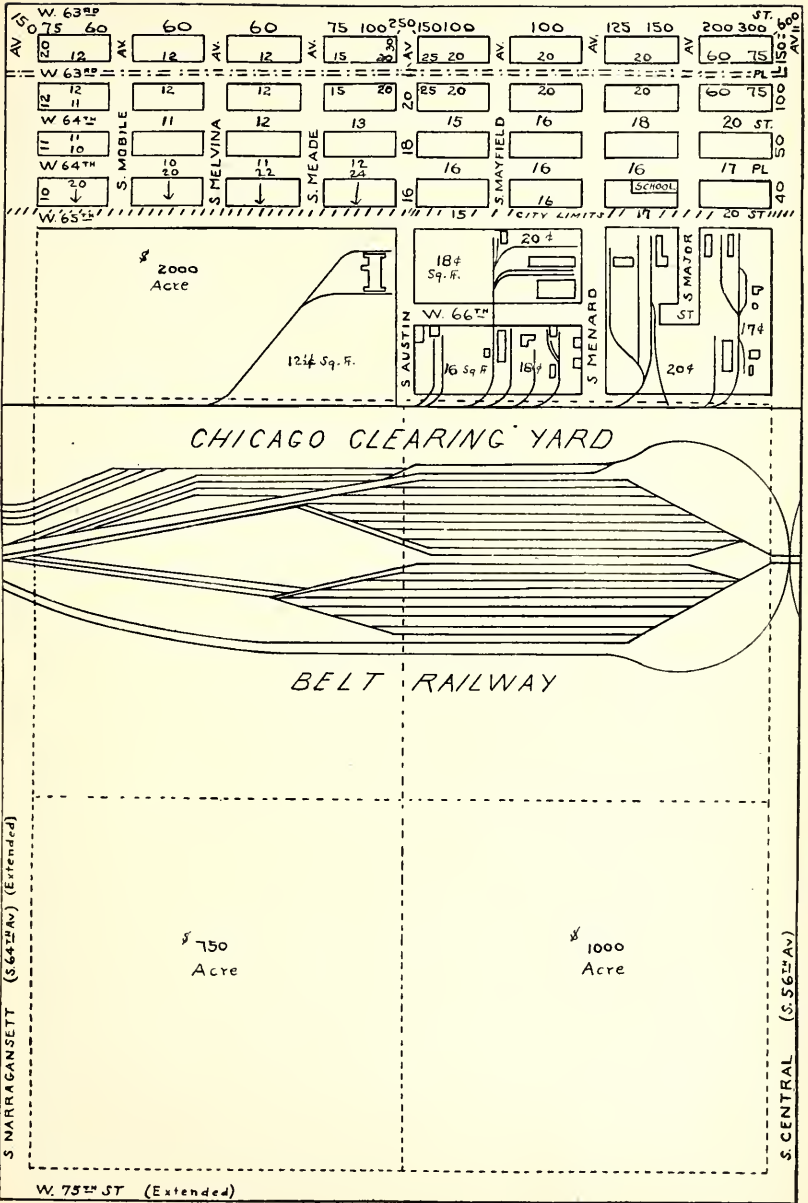 W. 63RD ST.
150 75 60 60 60 75 100 250 150 100 100 125 150 200 300 600
AV AV. AV. AV. AV AV. AV. AV AV
20 12 12 12 15 20 30 25 20 20 20 60 75 150
W 63RD PL
12 12 12 12 15 20 20 25 20 20 20 60 75 100
11
W 64TH ST.
11 12 13 15 16 18 20
11 11 18 50
10
W 64TH PL
10 11 12 16 16 16 17
20 22 24
10 20 16 16 SCHOOL 40
S. MOBILE
S MELVINA
S. MEADE
S. MAYFIELD
W. 65TH 15 CITY LIMITS 17 20 ST
$ 2000
Acre
12½¢ Sq. F.
S AUSTIN
18¢
Sq. F.
20¢
W. 66TH ST
16 Sq F
18¢
S. MENARD
S MAJOR
20¢
17¢
CHICAGO CLEARING YARD
BELT RAILWAY
$ 750
Acre
$ 1000
Acre
S NARRAGANSETT (S. 64TH AV) (Extended)
S. CENTRAL (S. 56TH AV)
W. 75TH ST (Extended)